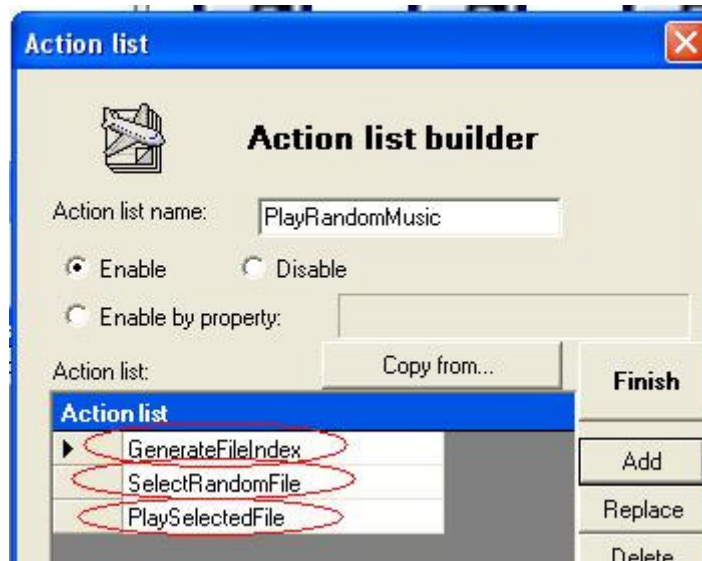 Action list
Action list builder
Action list name: PlayRandomMusic
Enable Disable
Enable by property:
Action list: Copy from...
Finish
Action list
GenerateFileIndex
Add
SelectRandomFile
PlaySelectedFile
Replace
Delete